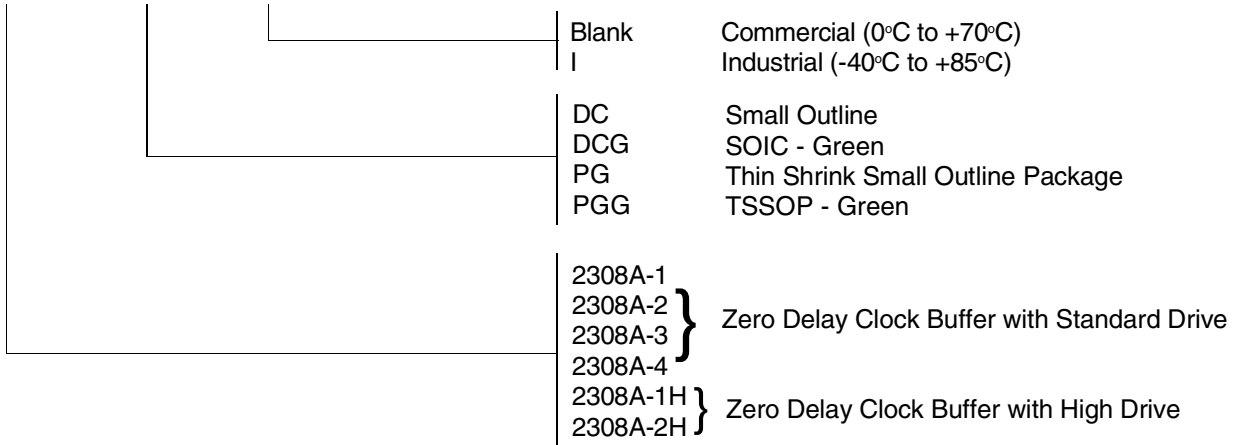 Blank Commercial (0°C to +70°C)
I Industrial (-40°C to +85°C)
DC Small Outline
DCG SOIC - Green
PG Thin Shrink Small Outline Package
PGG TSSOP - Green
2308A-1
2308A-2
2308A-3
2308A-4
} Zero Delay Clock Buffer with Standard Drive
2308A-1H
2308A-2H
} Zero Delay Clock Buffer with High Drive